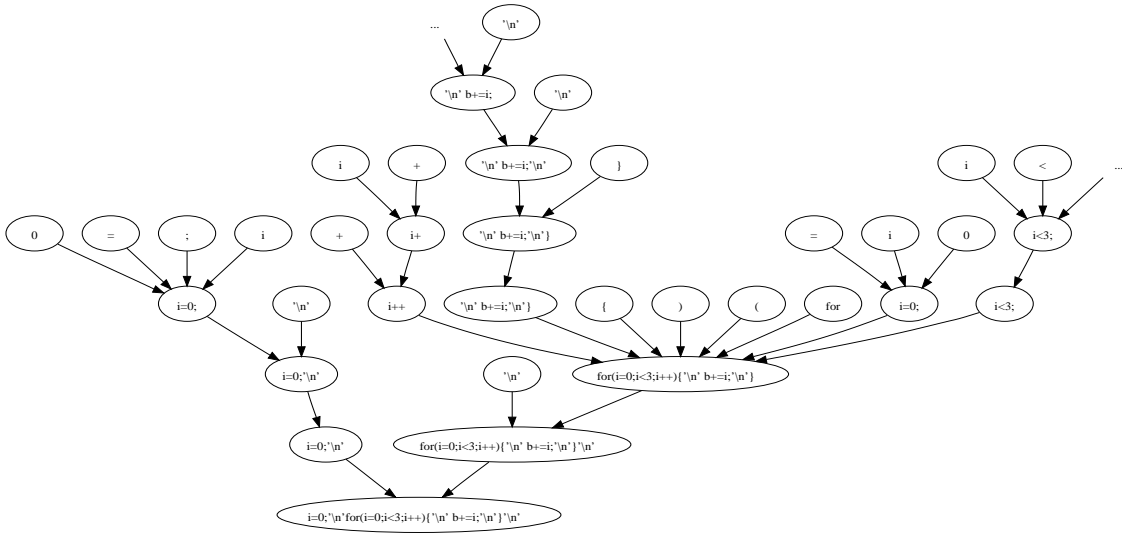 ...
'\n'
'\n' b+=i;
'\n'
i
+
'\n' b+=i;'\n'
}
i
<
...
0
=
;
i
+
i+
'\n' b+=i;'\n'}
=
i
0
i<3;
i=0;
'\n'
i++
'\n' b+=i;'\n'}
{
)
(
for
i=0;
i<3;
i=0;'\n'
'\n'
for(i=0;i<3;i++){'\n' b+=i;'\n'}
i=0;'\n'
for(i=0;i<3;i++){'\n' b+=i;'\n'}'\n'
i=0;'\n'for(i=0;i<3;i++){'\n' b+=i;'\n'}'\n'